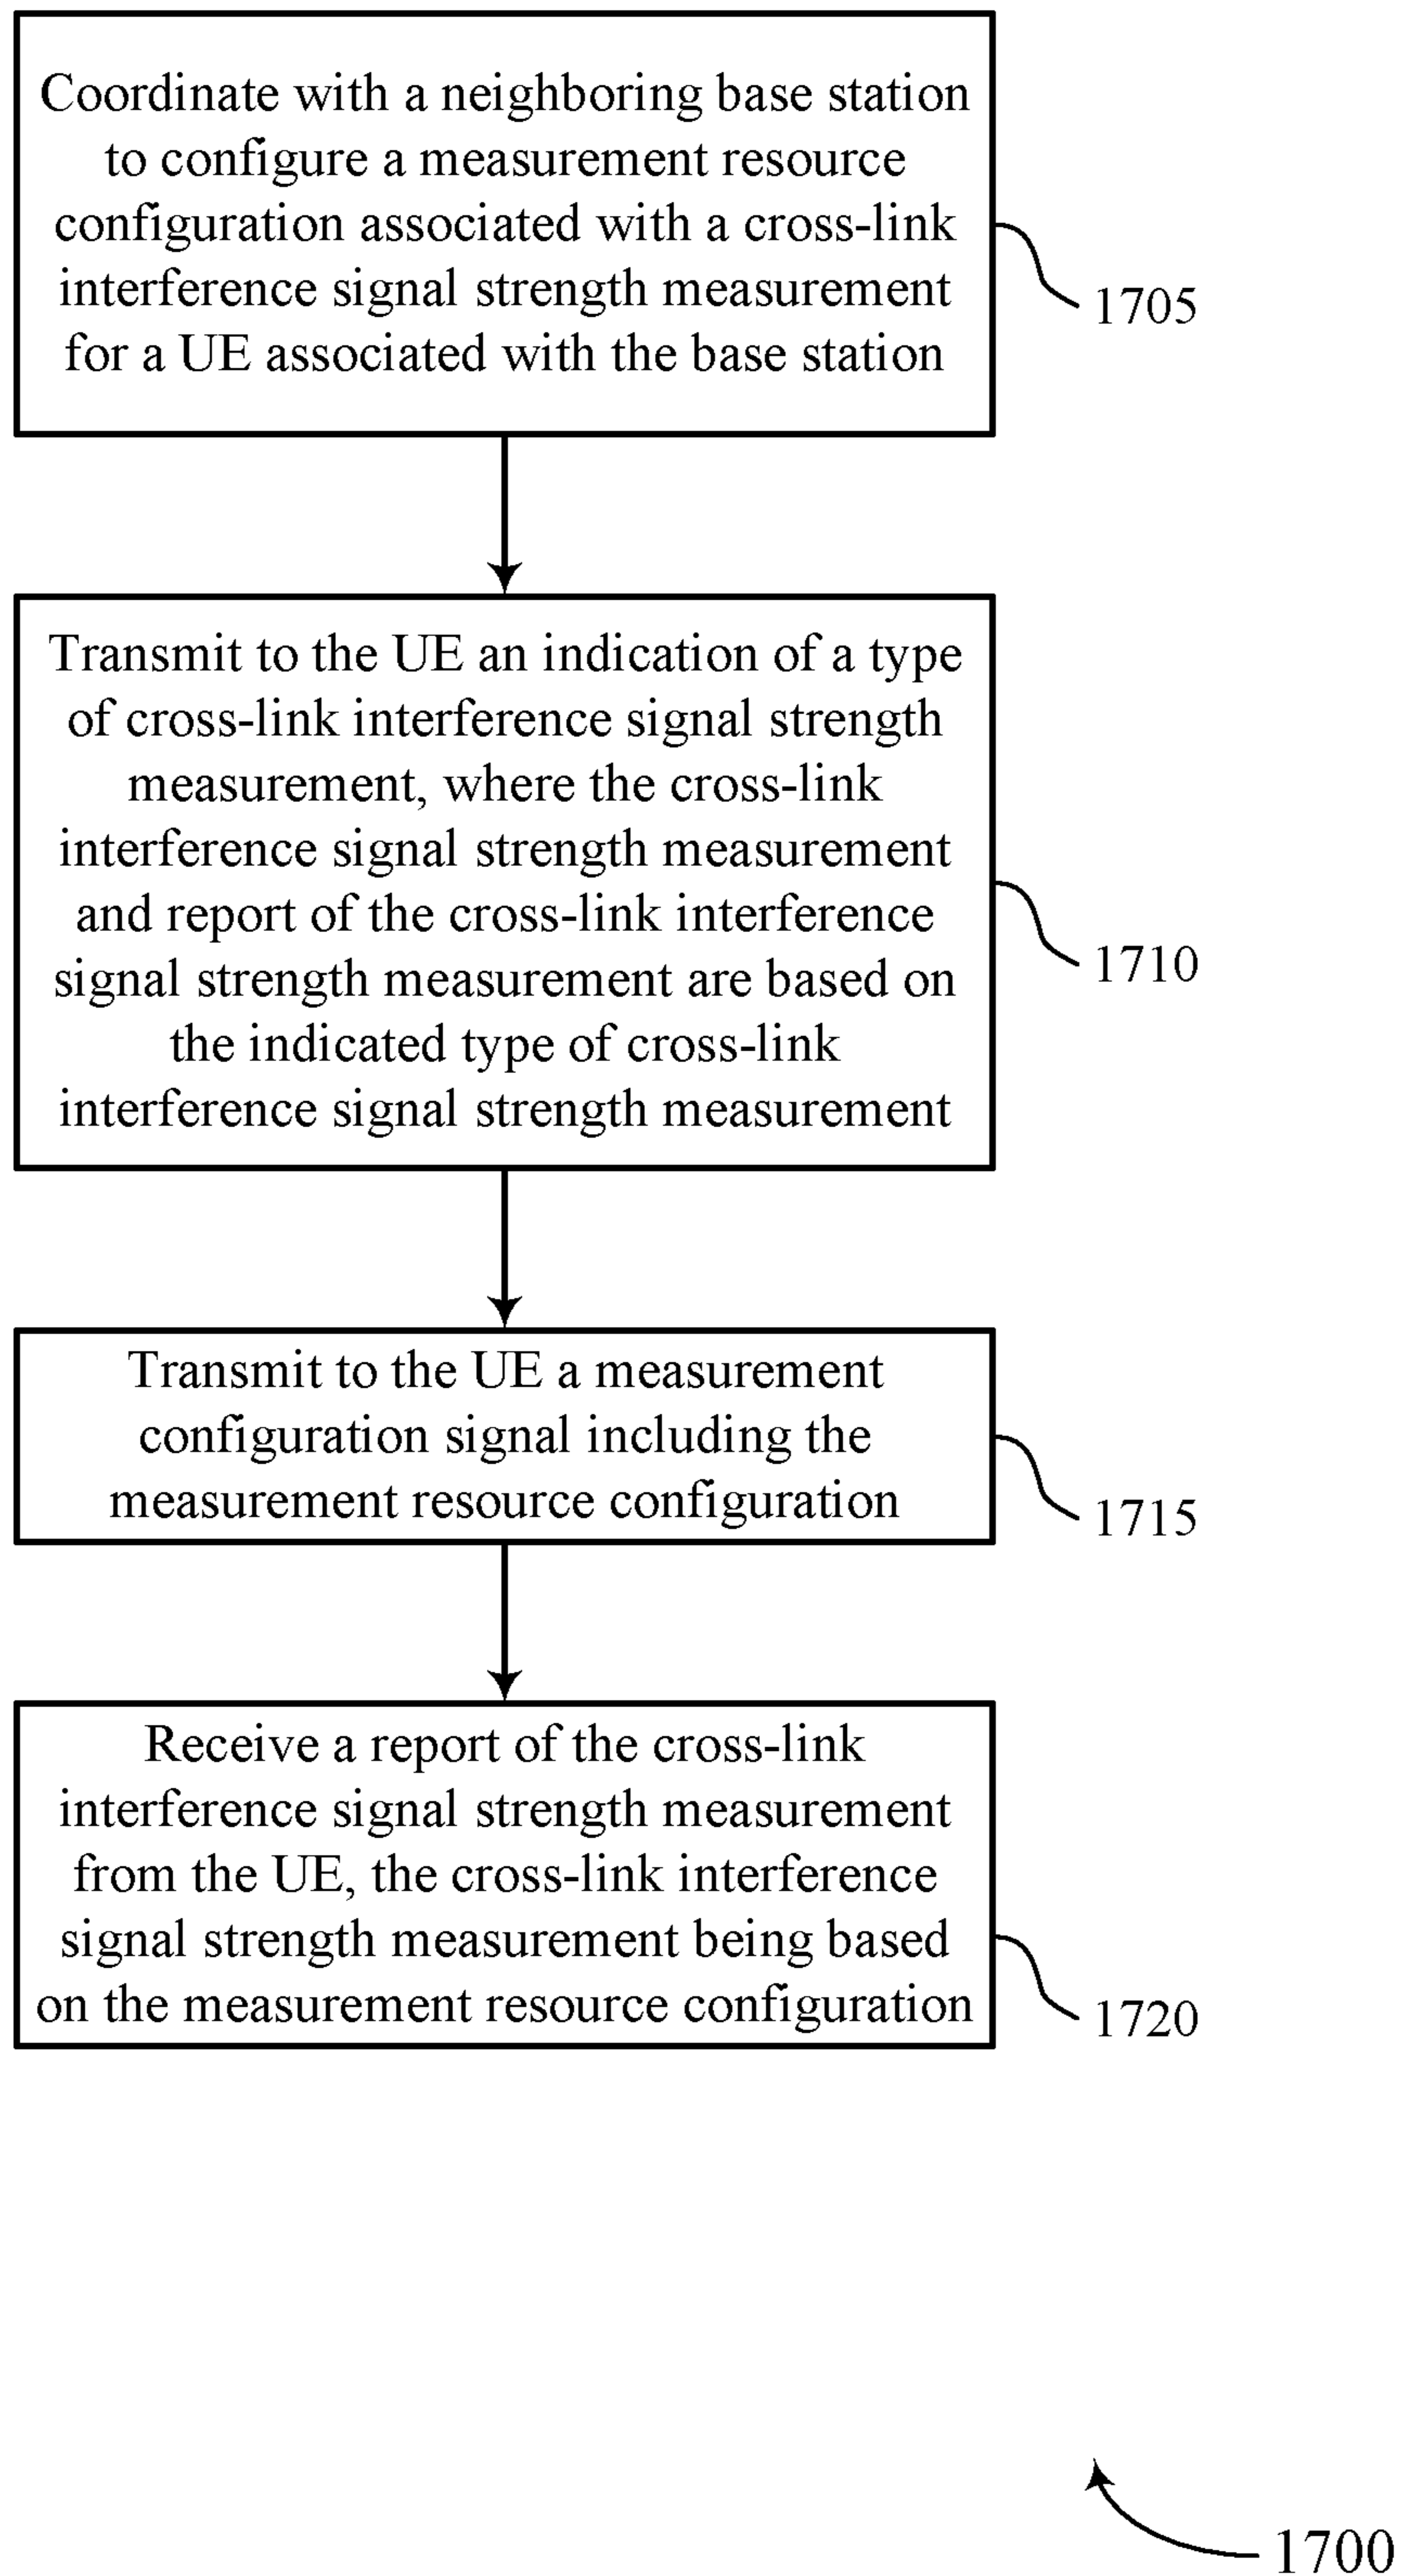 Coordinate with a neighboring base station
to configure a measurement resource
configuration associated with a cross-link
interference signal strength measurement
for a UE associated with the base station
1705
Transmit to the UE an indication of a type
of cross-link interference signal strength
measurement, where the cross-link
interference signal strength measurement
and report of the cross-link interference
signal strength measurement are based on
the indicated type of cross-link
interference signal strength measurement
1710
Transmit to the UE a measurement
configuration signal including the
measurement resource configuration
1715
Receive a report of the cross-link
interference signal strength measurement
from the UE, the cross-link interference
signal strength measurement being based
on the measurement resource configuration
1720
1700